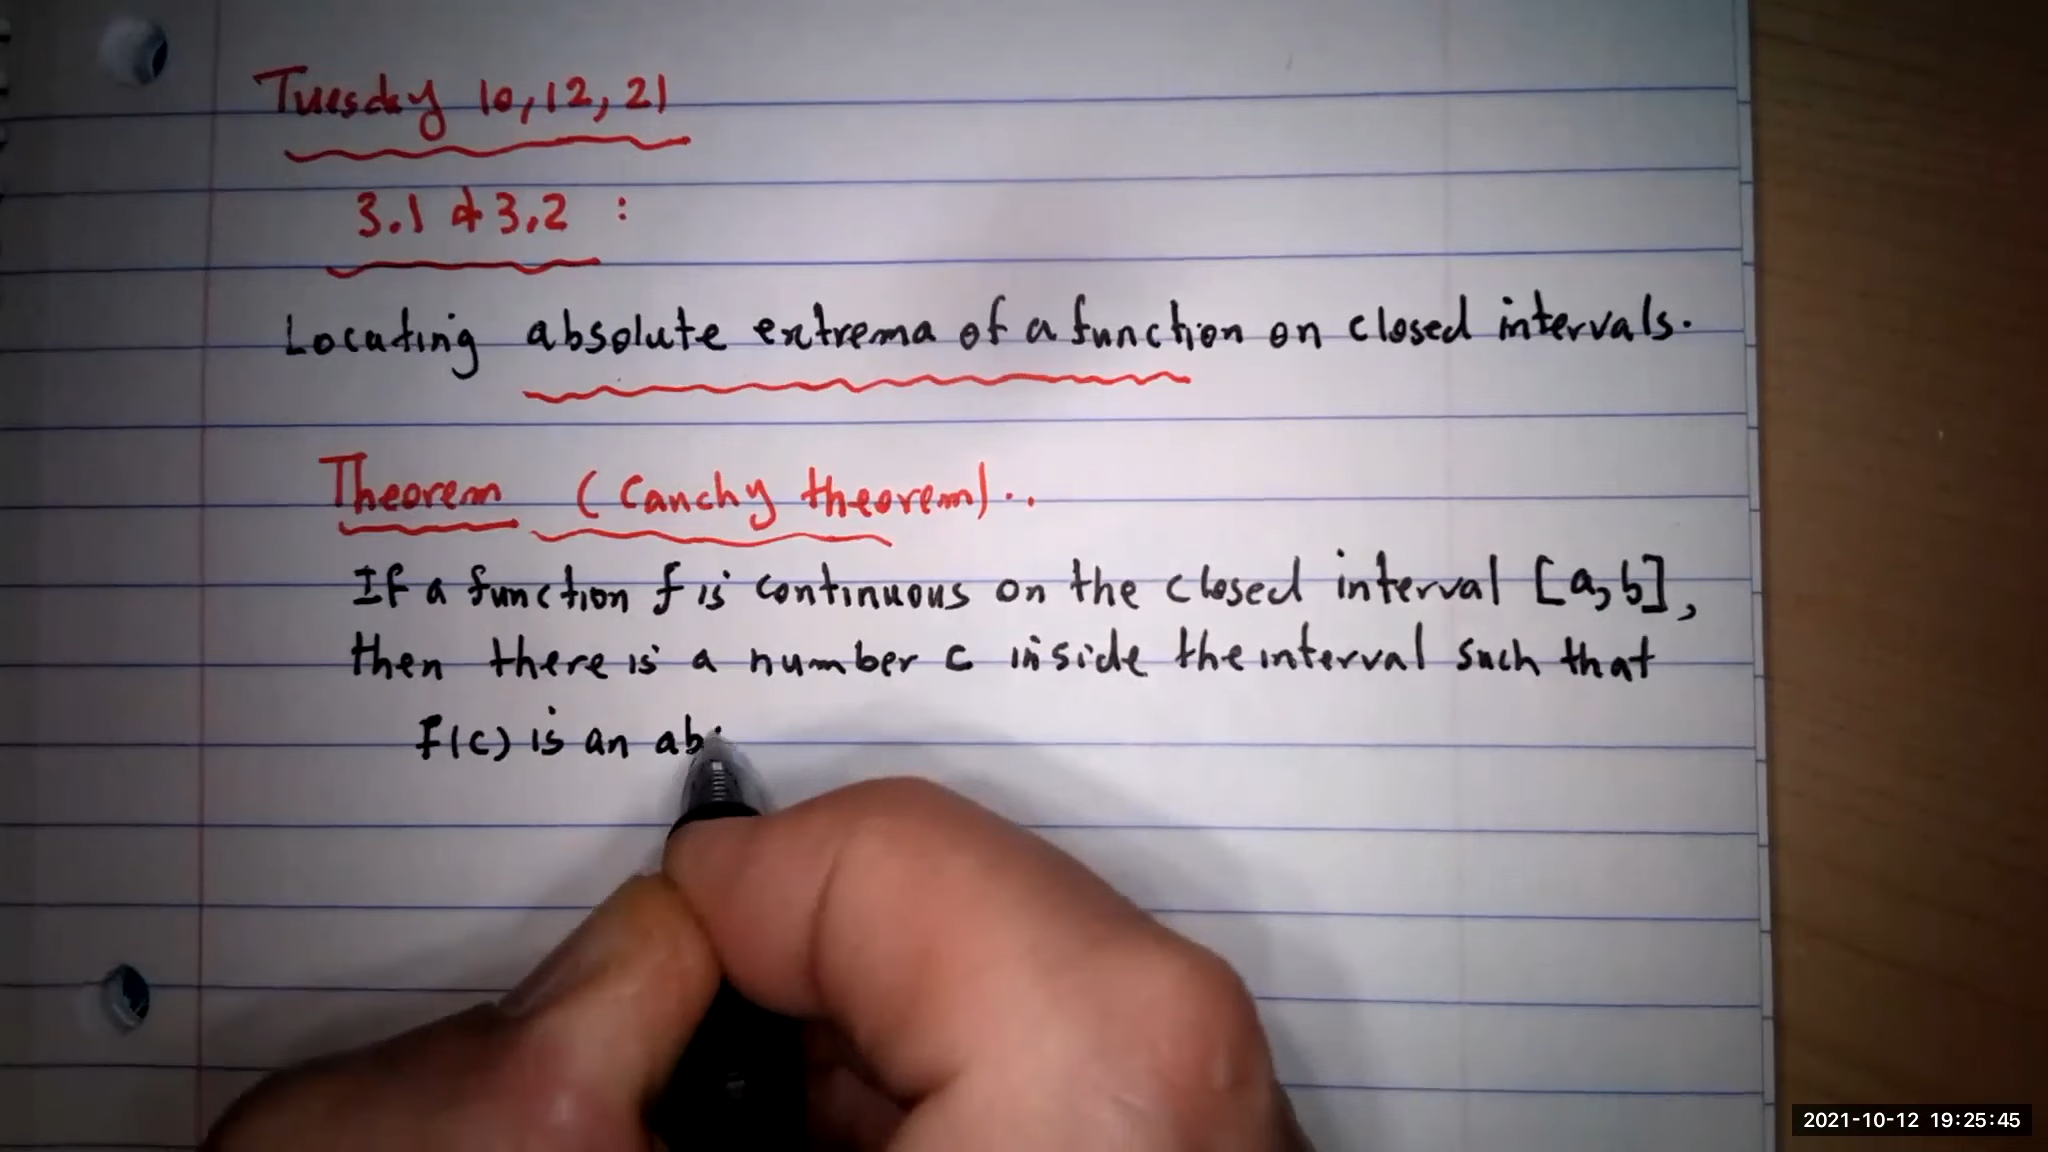 Tuesday 10, 12, 21
3.1 & 3.2 :
Locating absolute extrema of a function on closed intervals.
Theorem (Canchy theorem)..
If a function f is continuous on the closed interval [a, b],
then there is a number c inside the interval such that
f(c) is an abs
2021-10-12 19:25:45